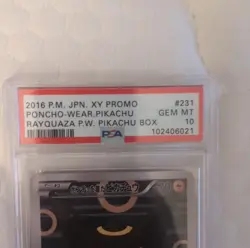 2016 P.M. JPN. XY PROMO #231
PONCHO-WEAR.PIKACHU GEM MT
RAYQUAZA P.W. PIKACHU BOX 10
PSA 102406021